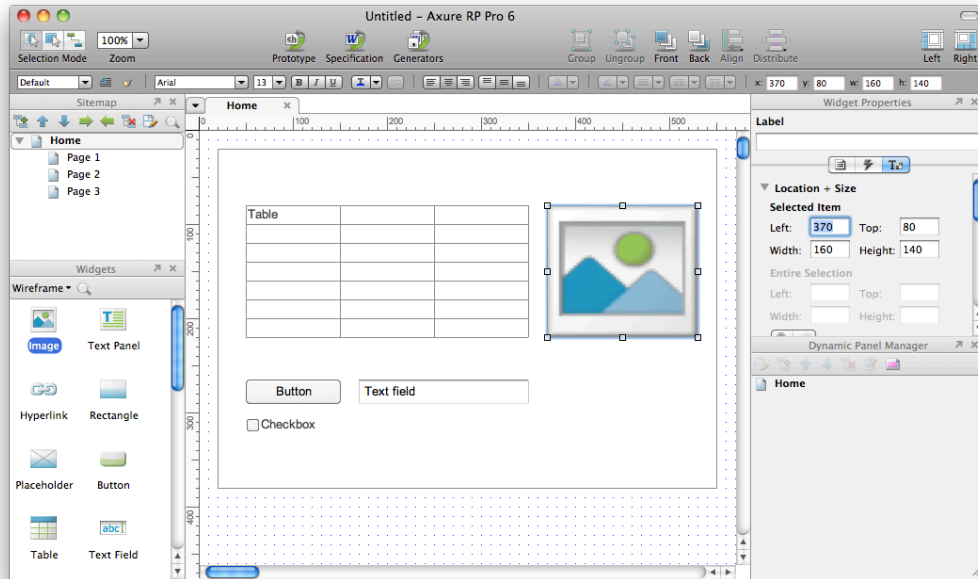 Untitled – Axure RP Pro 6
100%
Selection Mode Zoom Prototype Specification Generators Group Ungroup Front Back Align Distribute Left Right
Default Arial 13 B I U x: 370 y: 80 w: 160 h: 140
Sitemap
Home
Page 1
Page 2
Page 3
Widgets
Wireframe
Image Text Panel
Hyperlink Rectangle
Placeholder Button
abc
Table Text Field
Home
0 100 200 300 400 500
0
100
200
300
400
Table
Button Text field
Checkbox
Widget Properties
Label
Location + Size
Selected Item
Left: 370 Top: 80
Width: 160 Height: 140
Entire Selection
Left: Top:
Width: Height:
Dynamic Panel Manager
Home